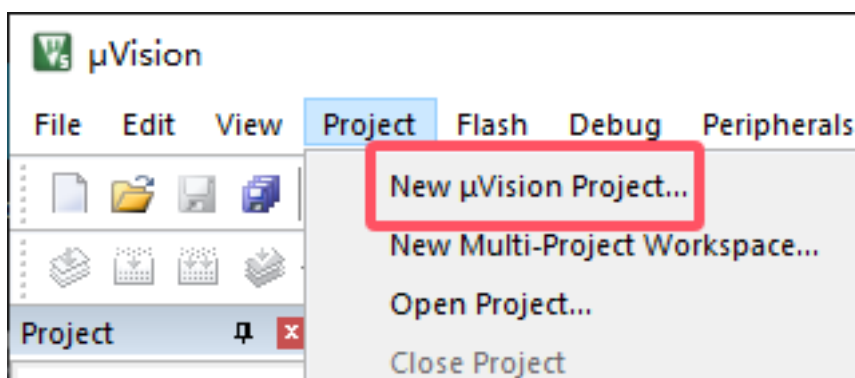 µVision
File Edit View Project Flash Debug Peripherals
New µVision Project...
New Multi-Project Workspace...
Open Project...
Project
Close Project